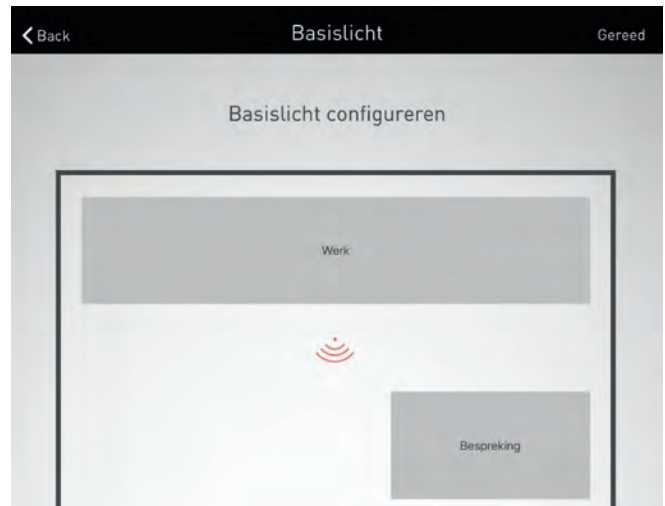 Back
Basislicht
Gereed
Basislicht configureren
Werk
Bespreking